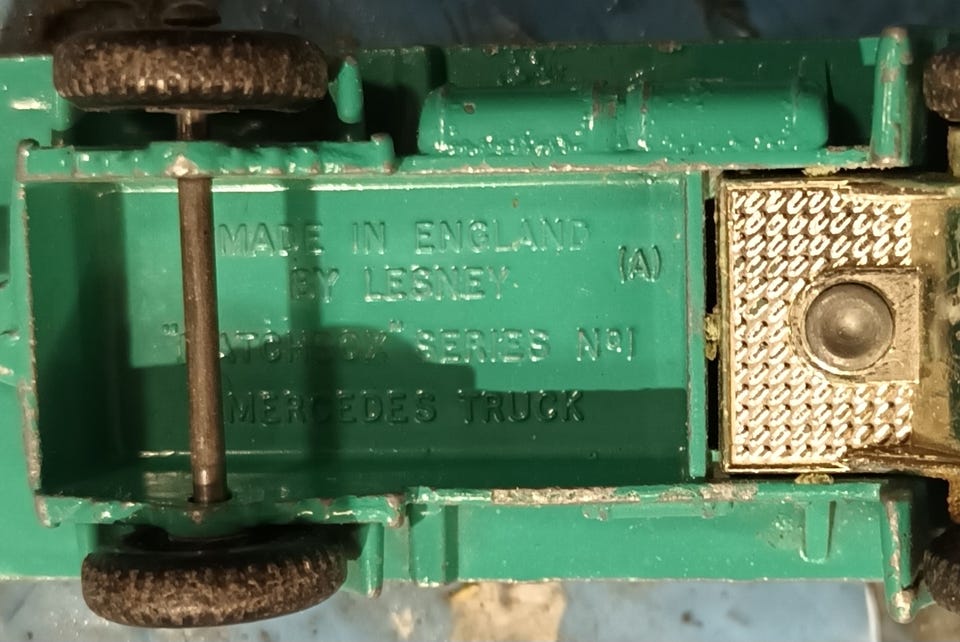 MADE IN ENGLAND
BY LESNEY
(A)
"MATCHBOX" SERIES Nº1
MERCEDES TRUCK